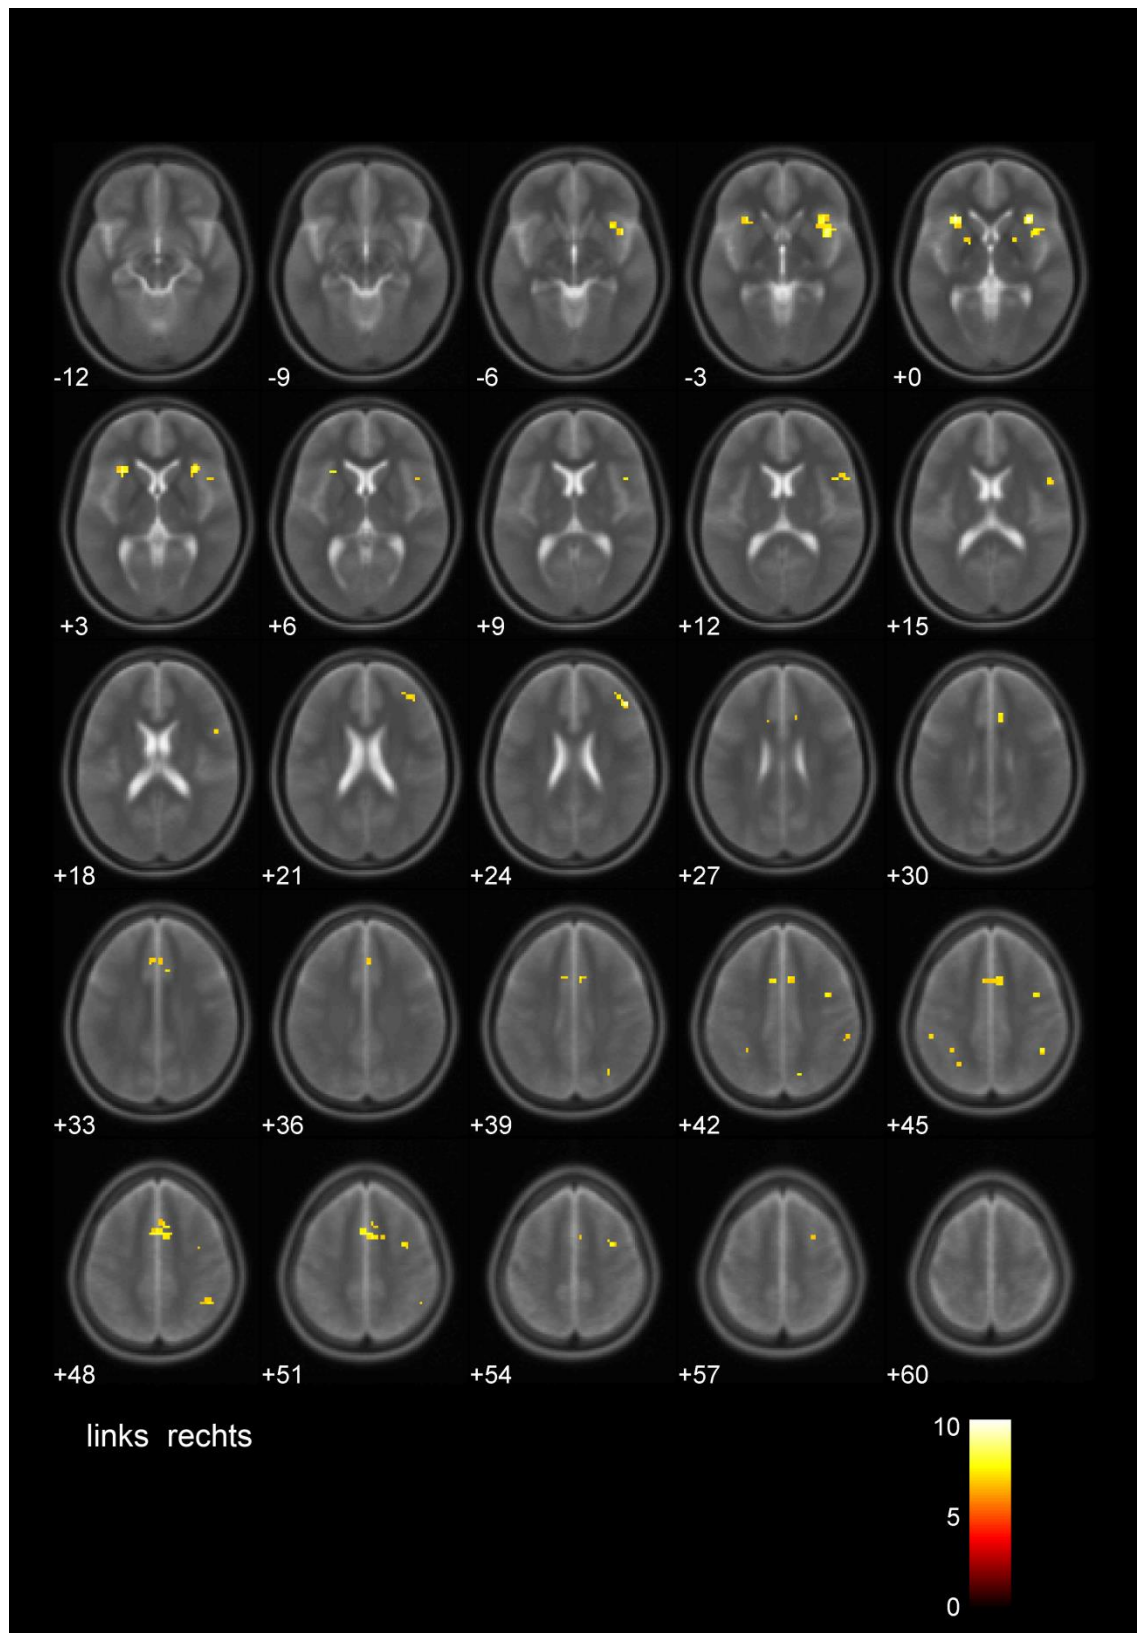 -12 -9 -6 -3 +0
+3 +6 +9 +12 +15
+18 +21 +24 +27 +30
+33 +36 +39 +42 +45
+48 +51 +54 +57 +60
links rechts
10
5
0